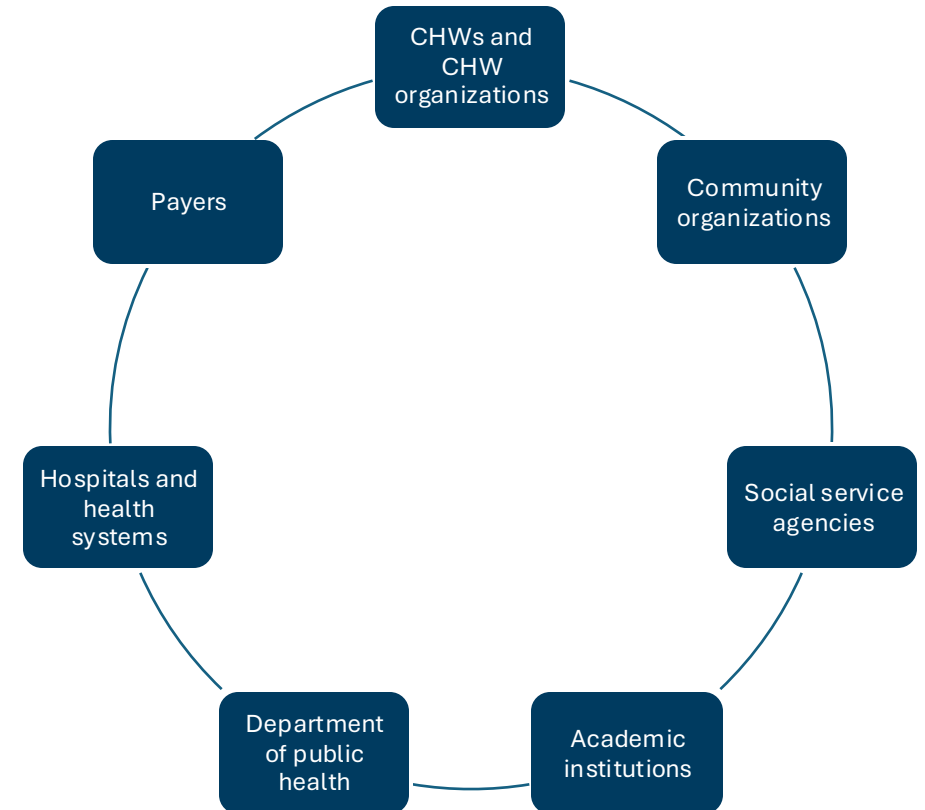 CHWs and
CHW
organizations
Community
organizations
Social service
agencies
Academic
institutions
Department
of public
health
Hospitals and
health
systems
Payers